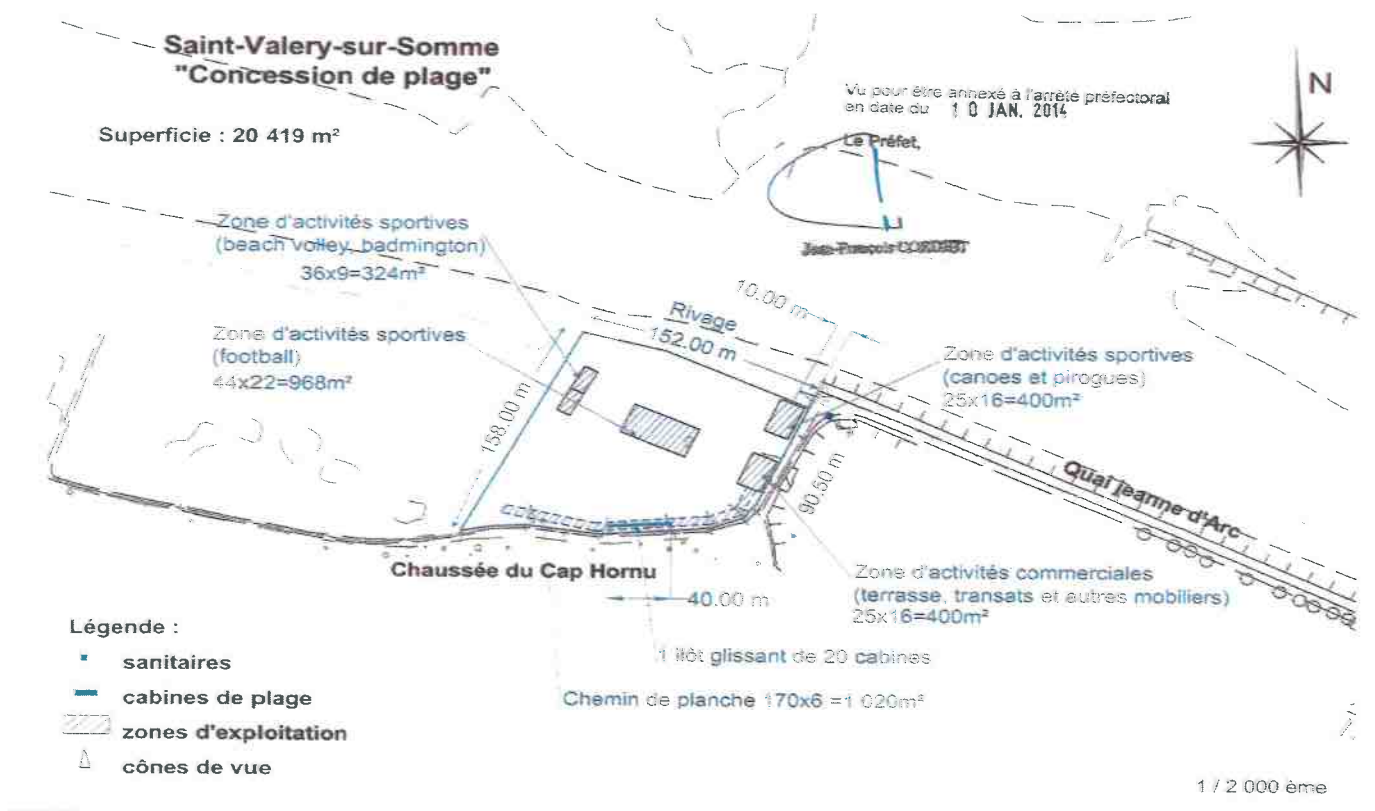 Saint-Valery-sur-Somme
"Concession de plage"
Superficie : 20 419 m²
Vu pour être annexé à l'arrêté préfectoral
en date du 10 JAN. 2014
Le Préfet,
N
Zone d'activités sportives
(beach volley, badmington)
36x9=324m²
Zone d'activités sportives
(football)
44x22=968m²
158.00 m
Rivage
152.00 m
10.00 m
Zone d'activités sportives
(canoes et pirogues)
25x16=400m²
90.50 m
Quai jeanne d'Arc
Chaussée du Cap Hornu
40.00 m
Zone d'activités commerciales
(terrasse, transats et autres mobiliers)
25x16=400m²
1 ilôt glissant de 20 cabines
Chemin de planche 170x6 =1 020m²
Légende :
sanitaires
cabines de plage
zones d'exploitation
cônes de vue
1 / 2 000 ème